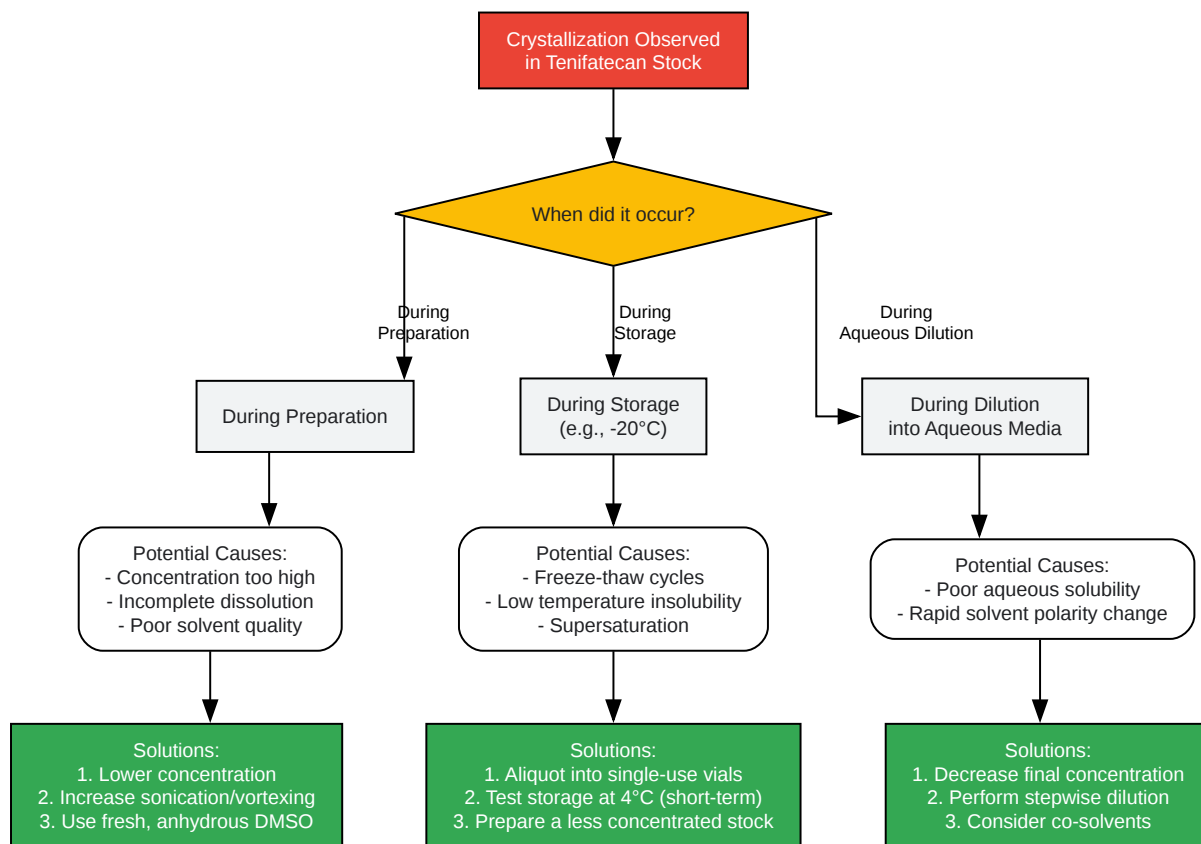 Crystallization Observed
in Tenifatecan Stock
When did it occur?
During
Preparation
During
Storage
During
Aqueous Dilution
During Preparation
During Storage
(e.g., -20°C)
During Dilution
into Aqueous Media
Potential Causes:
- Concentration too high
- Incomplete dissolution
- Poor solvent quality
Potential Causes:
- Freeze-thaw cycles
- Low temperature insolubility
- Supersaturation
Potential Causes:
- Poor aqueous solubility
- Rapid solvent polarity change
Solutions:
1. Lower concentration
2. Increase sonication/vortexing
3. Use fresh, anhydrous DMSO
Solutions:
1. Aliquot into single-use vials
2. Test storage at 4°C (short-term)
3. Prepare a less concentrated stock
Solutions:
1. Decrease final concentration
2. Perform stepwise dilution
3. Consider co-solvents